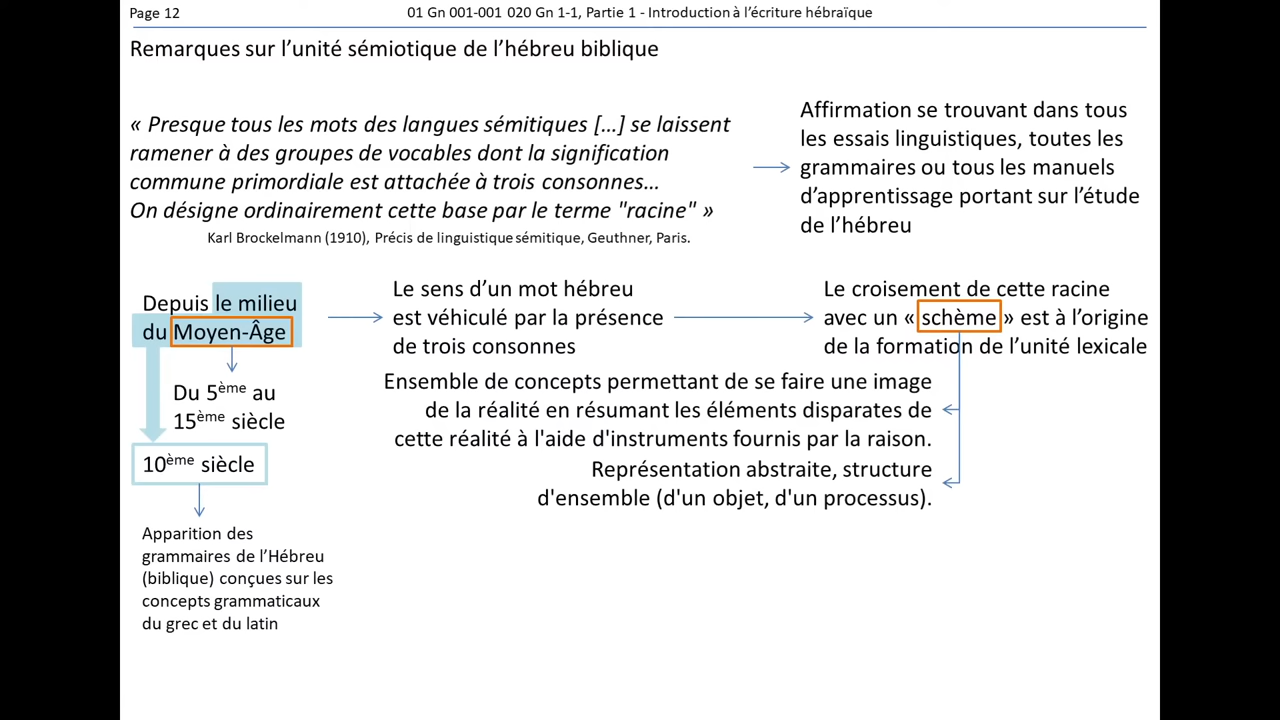 Page 12
01 Gn 001-001 020 Gn 1-1, Partie 1 - Introduction à l’écriture hébraïque
Remarques sur l’unité sémiotique de l’hébreu biblique
« Presque tous les mots des langues sémitiques […] se laissent
ramener à des groupes de vocables dont la signification
commune primordiale est attachée à trois consonnes…
On désigne ordinairement cette base par le terme "racine" »
Karl Brockelmann (1910), Précis de linguistique sémitique, Geuthner, Paris.
Affirmation se trouvant dans tous
les essais linguistiques, toutes les
grammaires ou tous les manuels
d’apprentissage portant sur l’étude
de l’hébreu
Depuis le milieu
du Moyen-Âge
Du 5ème au
15ème siècle
10ème siècle
Apparition des
grammaires de l’Hébreu
(biblique) conçues sur les
concepts grammaticaux
du grec et du latin
Le sens d’un mot hébreu
est véhiculé par la présence
de trois consonnes
Le croisement de cette racine
avec un « schème » est à l’origine
de la formation de l’unité lexicale
Ensemble de concepts permettant de se faire une image
de la réalité en résumant les éléments disparates de
cette réalité à l'aide d'instruments fournis par la raison.
Représentation abstraite, structure
d'ensemble (d'un objet, d'un processus).